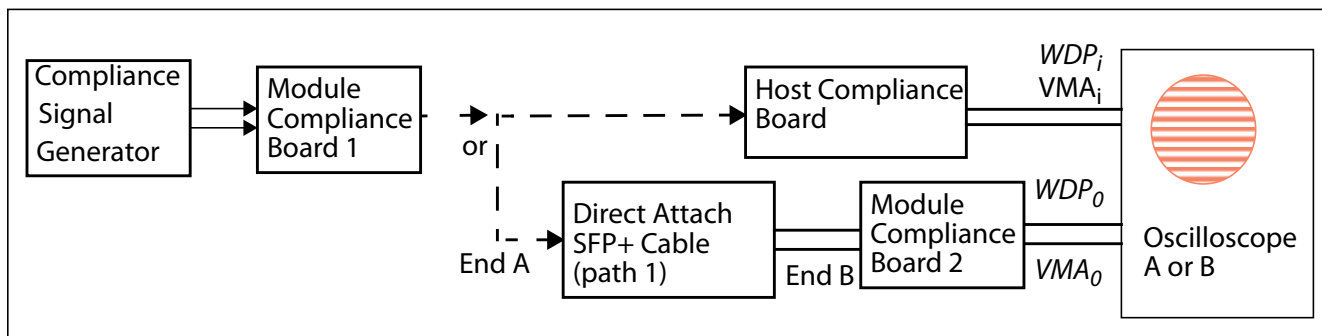 Compliance
Signal
Generator
Module
Compliance
Board 1
or
End A
Host Compliance
Board
Direct Attach
SFP+ Cable
(path 1)
End B
Module
Compliance
Board 2
WDPi
VMAi
WDP0
VMA0
Oscilloscope
A or B